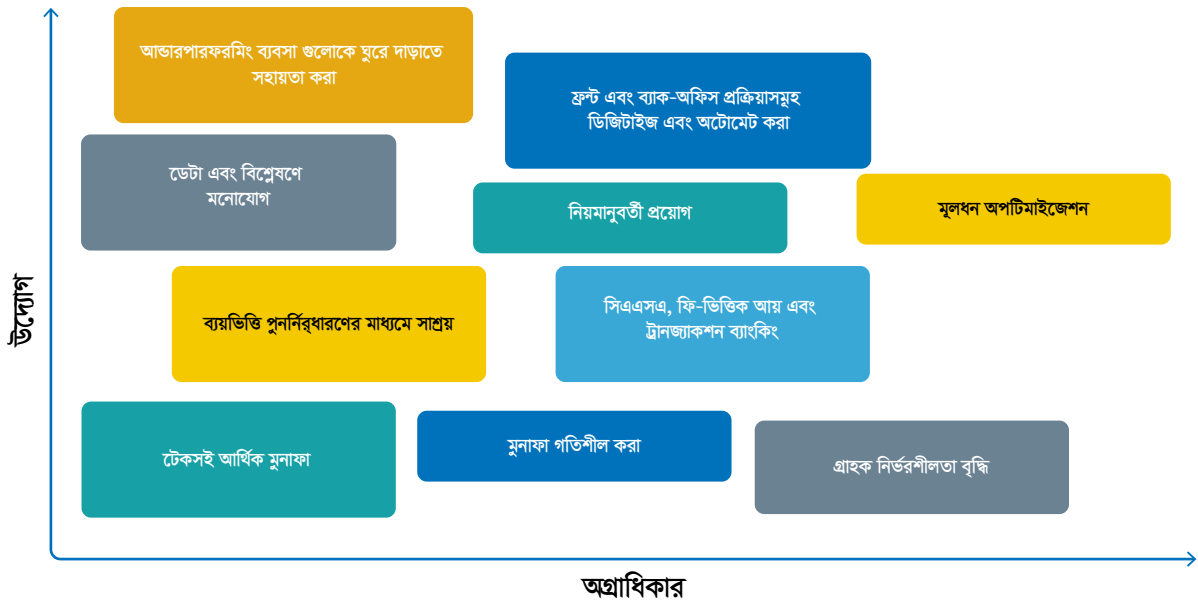 আন্ডারপারফরমিং ব্যবসা গুলোকে ঘুরে দাড়াতে
সহায়তা করা
ফ্রন্ট এবং ব্যাক-অফিস প্রক্রিয়াসমুহ
ডিজিটাইজ এবং অটোমেট করা
ডেটা এবং বিশ্লেষণে
মনোযোগ
নিয়মানুবর্তী প্রয়োগ
মূলধন অপটিমাইজেশন
ব্যয়ভিত্তি পুনর্নির্ধারণের মাধ্যমে সাশ্রয়
সিএএসএ, ফি-ভিত্তিক আয় এবং
ট্রানজ্যাকশন ব্যাংকিং
টেকসই আর্থিক মুনাফা
মুনাফা গতিশীল করা
গ্রাহক নির্ভরশীলতা বৃদ্ধি
উদ্যোগ
অগ্রাধিকার